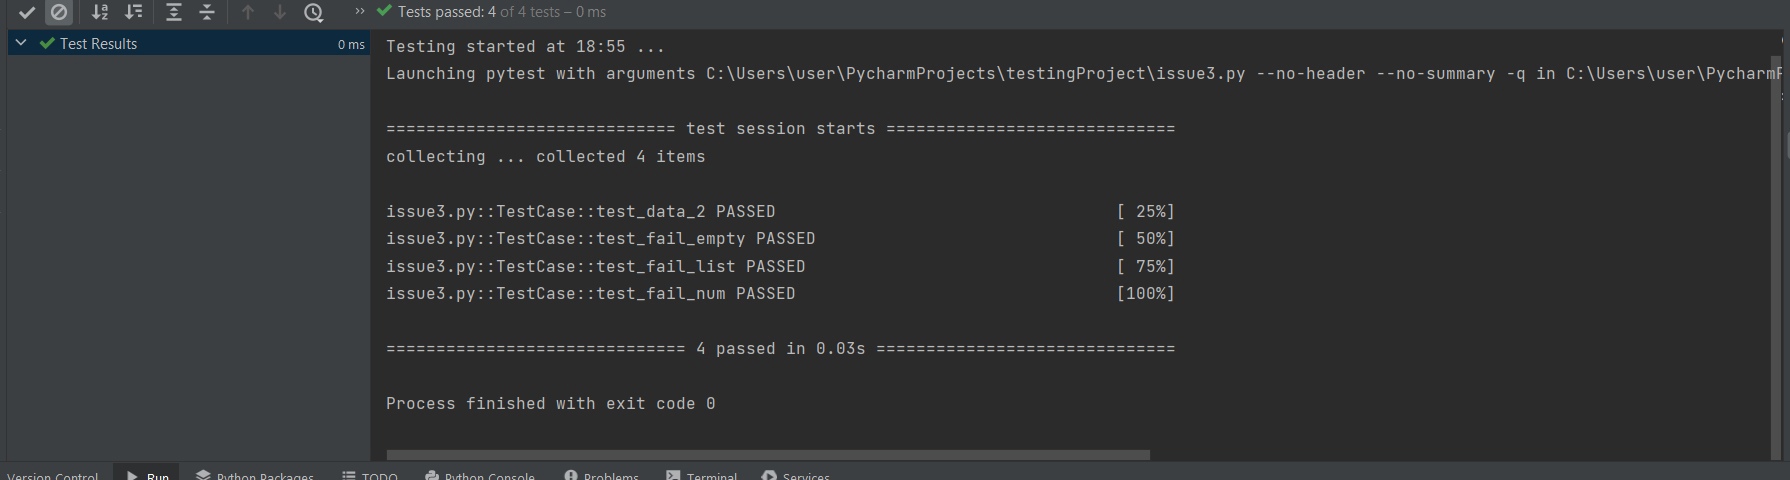 Tests passed: 4 of 4 tests – 0 ms
Test Results 0 ms
Testing started at 18:55 ...
Launching pytest with arguments C:\Users\user\PycharmProjects\testingProject\issue3.py --no-header --no-summary -q in C:\Users\user\PycharmP
============================= test session starts =============================
collecting ... collected 4 items
issue3.py::TestCase::test_data_2 PASSED [ 25%]
issue3.py::TestCase::test_fail_empty PASSED [ 50%]
issue3.py::TestCase::test_fail_list PASSED [ 75%]
issue3.py::TestCase::test_fail_num PASSED [100%]
============================== 4 passed in 0.03s ==============================
Process finished with exit code 0
Version Control Run Python Packages TODO Python Console Problems Terminal Services